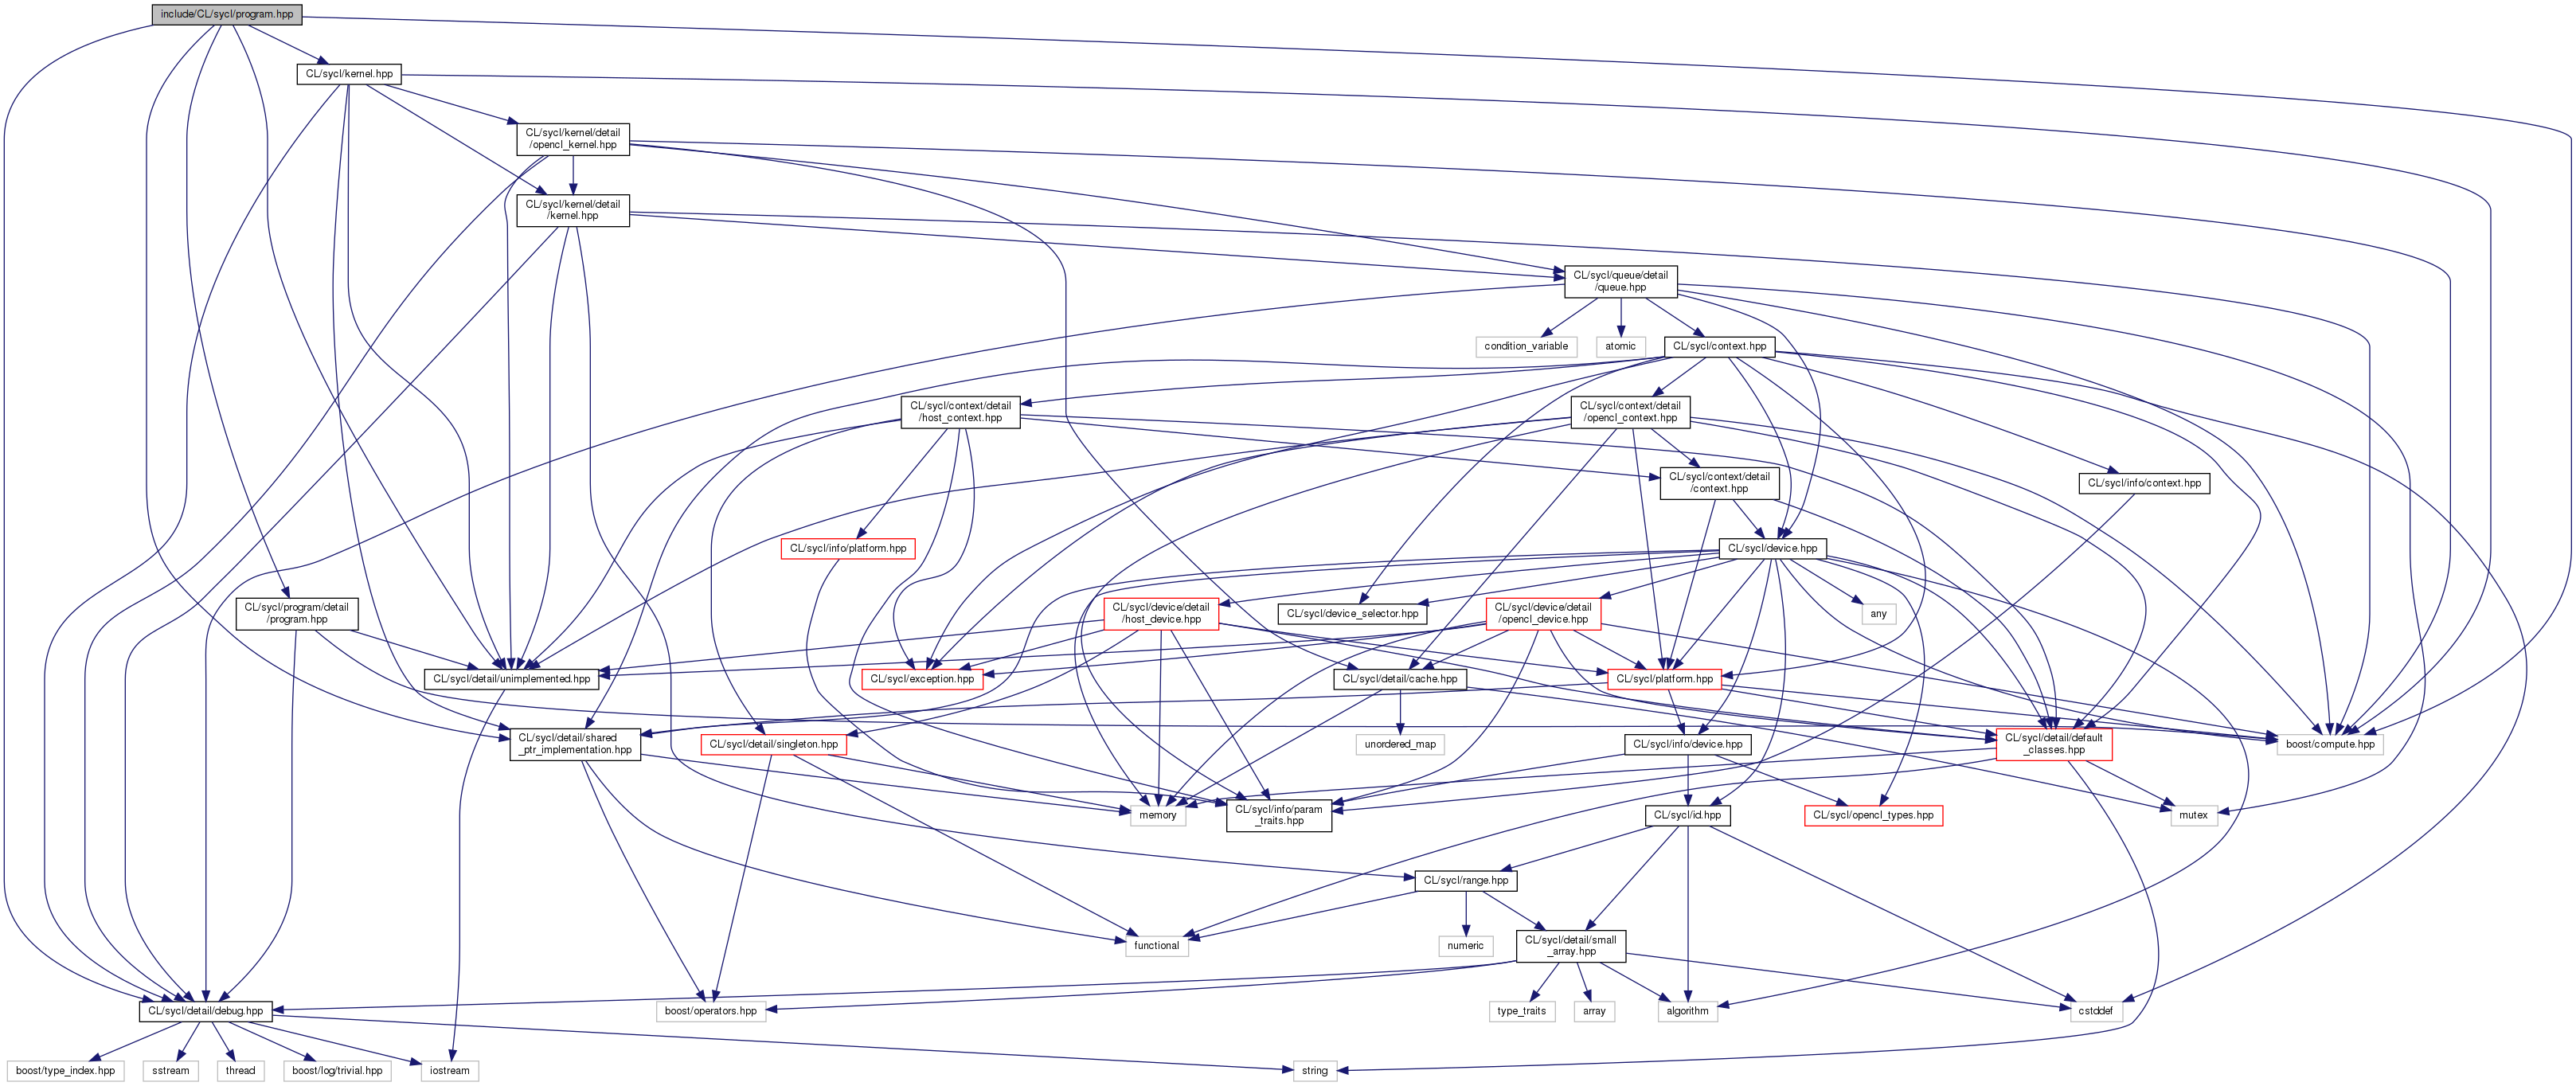 include/CL/sycl/program.hpp
CL/sycl/kernel.hpp
CL/sycl/kernel/detail
/opencl_kernel.hpp
CL/sycl/kernel/detail
/kernel.hpp
CL/sycl/queue/detail
/queue.hpp
condition_variable
atomic
CL/sycl/context.hpp
CL/sycl/context/detail
/host_context.hpp
CL/sycl/context/detail
/opencl_context.hpp
CL/sycl/context/detail
/context.hpp
CL/sycl/info/context.hpp
CL/sycl/info/platform.hpp
CL/sycl/device.hpp
CL/sycl/program/detail
/program.hpp
CL/sycl/device/detail
/host_device.hpp
CL/sycl/device_selector.hpp
CL/sycl/device/detail
/opencl_device.hpp
any
CL/sycl/detail/unimplemented.hpp
CL/sycl/exception.hpp
CL/sycl/detail/cache.hpp
CL/sycl/platform.hpp
CL/sycl/detail/shared
_ptr_implementation.hpp
CL/sycl/detail/singleton.hpp
unordered_map
CL/sycl/info/device.hpp
CL/sycl/detail/default
_classes.hpp
boost/compute.hpp
memory
CL/sycl/info/param
_traits.hpp
CL/sycl/id.hpp
CL/sycl/opencl_types.hpp
mutex
CL/sycl/range.hpp
functional
numeric
CL/sycl/detail/small
_array.hpp
CL/sycl/detail/debug.hpp
boost/operators.hpp
type_traits
array
algorithm
cstddef
boost/type_index.hpp
sstream
thread
boost/log/trivial.hpp
iostream
string